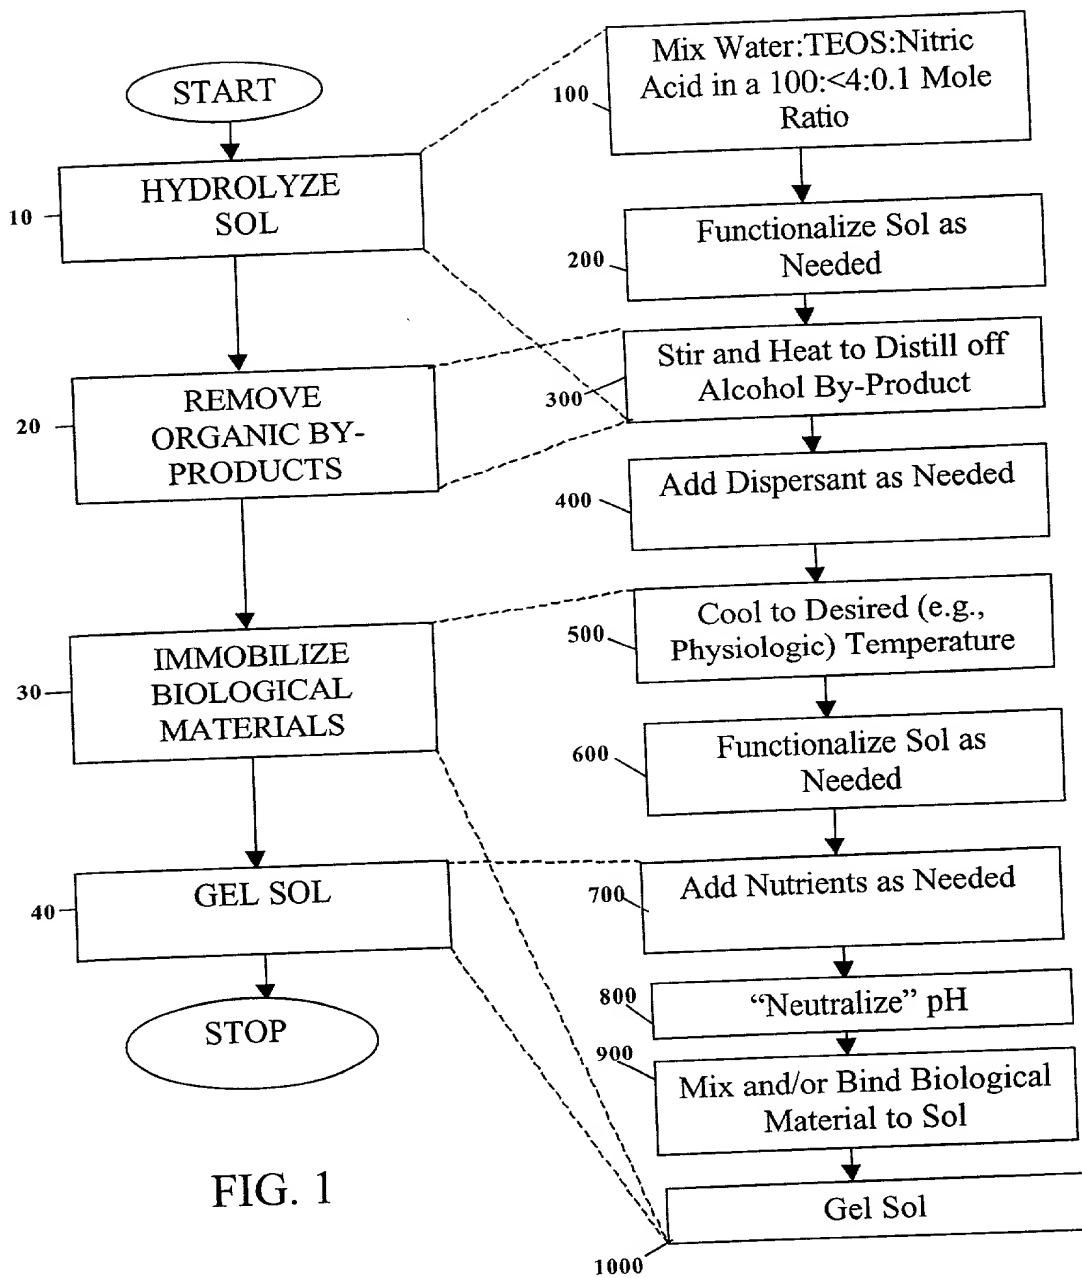 START
10
HYDROLYZE
SOL
20
REMOVE
ORGANIC BY-
PRODUCTS
30
IMMOBILIZE
BIOLOGICAL
MATERIALS
40
GEL SOL
STOP
FIG. 1
100
Mix Water:TEOS:Nitric
Acid in a 100:<4:0.1 Mole
Ratio
200
Functionalize Sol as
Needed
300
Stir and Heat to Distill off
Alcohol By-Product
400
Add Dispersant as Needed
500
Cool to Desired (e.g.,
Physiologic) Temperature
600
Functionalize Sol as
Needed
700
Add Nutrients as Needed
800
“Neutralize” pH
900
Mix and/or Bind Biological
Material to Sol
1000
Gel Sol